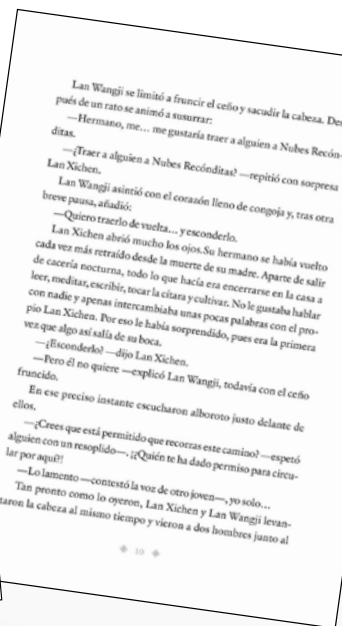 Lan Wangji se limitó a fruncir el ceño y sacudir la cabeza. Des-
pués de un rato se animó a susurrar:
—Hermano, me… me gustaría traer a alguien a Nubes Recón-
ditas.
—¿Traer a alguien a Nubes Recónditas? —repitió con sorpresa
Lan Xichen.
Lan Wangji asintió con el corazón lleno de congoja y, tras otra
breve pausa, añadió:
—Quiero traerlo de vuelta… y esconderlo.
Lan Xichen abrió mucho los ojos. Su hermano se había vuelto
cada vez más retraído desde la muerte de su madre. Aparte de salir
de cacería nocturna, todo lo que hacía era encerrarse en la casa a
leer, meditar, escribir, tocar la cítara y cultivar. No le gustaba hablar
con nadie y apenas intercambiaba unas pocas palabras con el pro-
pio Lan Xichen. Por eso le había sorprendido, pues era la primera
vez que algo así salía de su boca.
—¿Esconderlo? —dijo Lan Xichen.
—Pero él no quiere —explicó Lan Wangji, todavía con el ceño
fruncido.
En ese preciso instante escucharon alboroto justo delante de
ellos.
—¿Crees que está permitido que recorras este camino? —espetó
alguien con un resoplido—. ¡¿Quién te ha dado permiso para circu-
lar por aquí?!
—Lo lamento —contestó la voz de otro joven—, yo solo…
Tan pronto como lo oyeron, Lan Xichen y Lan Wangji levan-
taron la cabeza al mismo tiempo y vieron a dos hombres junto al
10